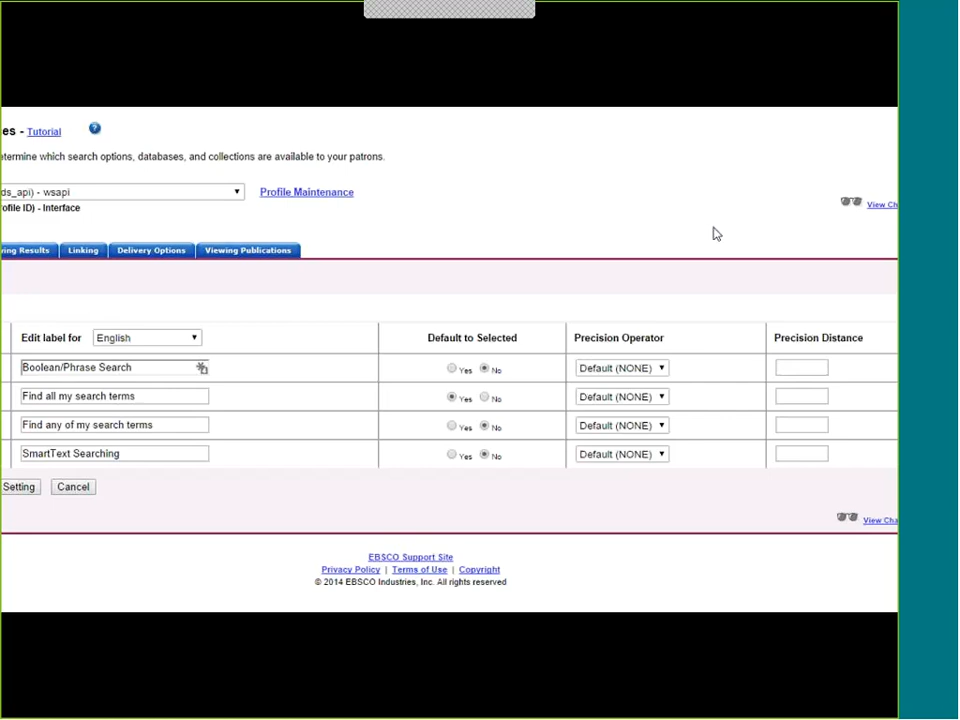 es - Tutorial ?
etermine which search options, databases, and collections are available to your patrons.
ds_api) - wsapi Profile Maintenance
ofile ID) - Interface View Ch
ving Results Linking Delivery Options Viewing Publications
Edit label for English Default to Selected Precision Operator Precision Distance
Boolean/Phrase Search Yes No Default (NONE)
Find all my search terms Yes No Default (NONE)
Find any of my search terms Yes No Default (NONE)
SmartText Searching Yes No Default (NONE)
Setting Cancel
View Cha
EBSCO Support Site
Privacy Policy | Terms of Use | Copyright
© 2014 EBSCO Industries, Inc. All rights reserved